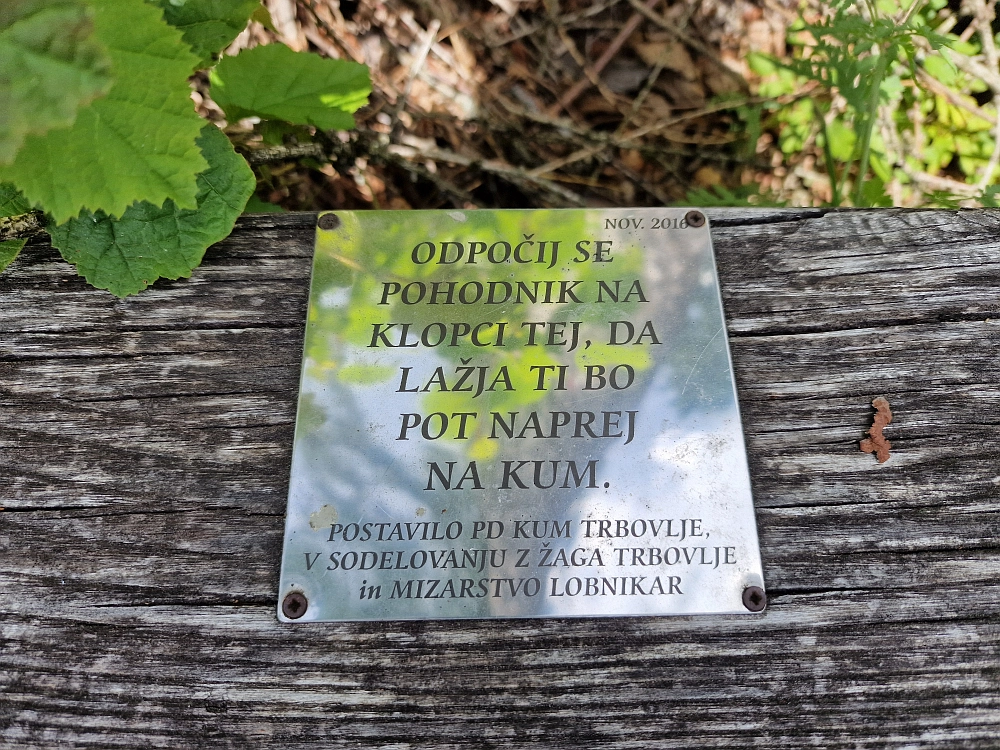 NOV. 2016
ODPOČIJ SE
POHODNIK NA
KLOPCI TEJ, DA
LAŽJA TI BO
POT NAPREJ
NA KUM.
POSTAVILO PD KUM TRBOVLJE,
V SODELOVANJU Z ŽAGA TRBOVLJE
in MIZARSTVO LOBNIKAR